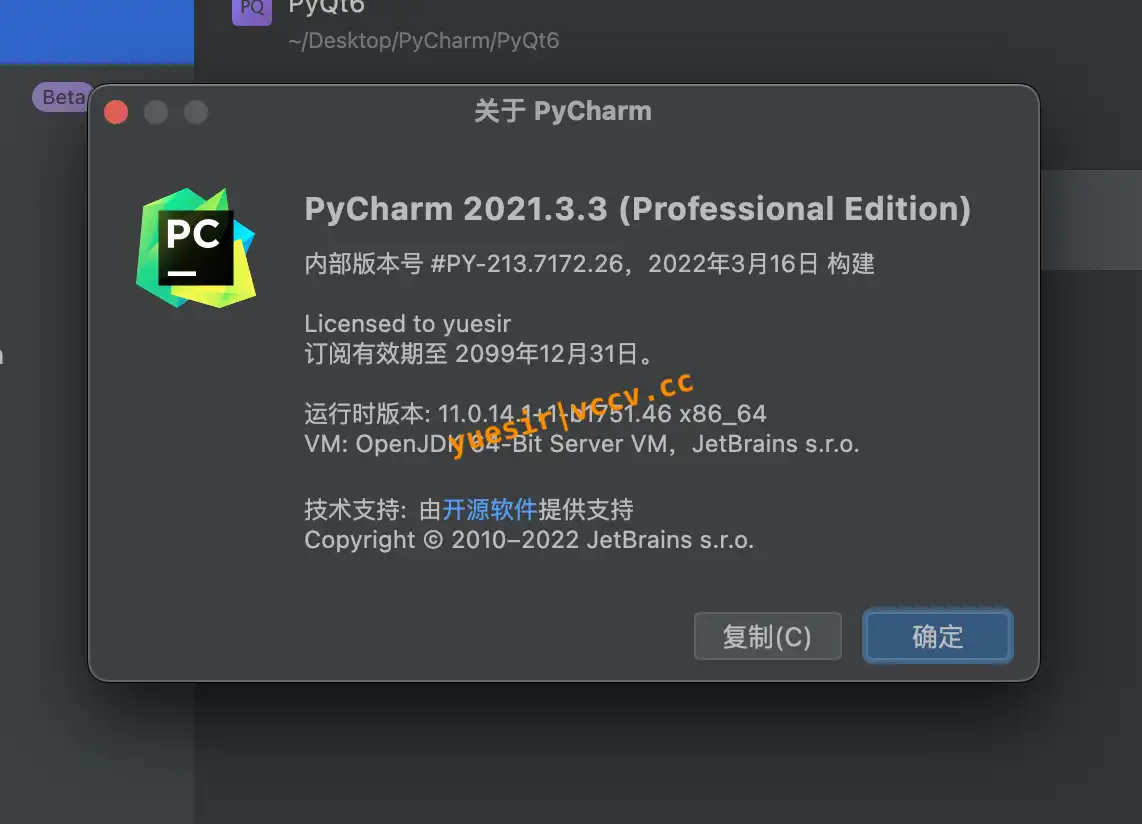 PQ
PyQt6
~/Desktop/PyCharm/PyQt6
Beta
关于 PyCharm
PC
PyCharm 2021.3.3 (Professional Edition)
内部版本号 #PY-213.7172.26，2022年3月16日 构建
Licensed to yuesir
订阅有效期至 2099年12月31日。
运行时版本: 11.0.14.1+1-b1751.46 x86_64
VM: OpenJDK 64-Bit Server VM，JetBrains s.r.o.
yuesir|vccv.cc
技术支持: 由开源软件提供支持
Copyright © 2010–2022 JetBrains s.r.o.
复制(C)
确定